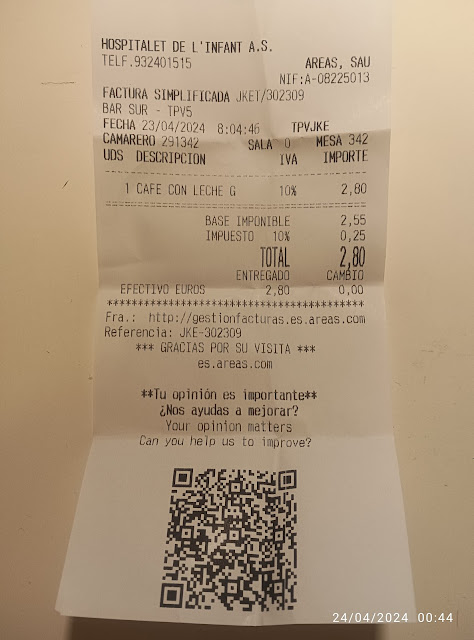 HOSPITALET DE L'INFANT A.S.
TELF.932401515 AREAS, SAU
NIF:A-08225013
FACTURA SIMPLIFICADA JKET/302309
BAR SUR - TPV5
FECHA 23/04/2024 8:04:46 TPVJKE
CAMARERO 291342 SALA 0 MESA 342
UDS DESCRIPCION IVA IMPORTE
1 CAFE CON LECHE G 10% 2,80
BASE IMPONIBLE 2,55
IMPUESTO 10% 0,25
TOTAL 2,80
ENTREGADO CAMBIO
EFECTIVO EUROS 2,80 0,00
******************************************
Fra.: http://gestionfacturas.es.areas.com
Referencia: JKE-302309
*** GRACIAS POR SU VISITA ***
es.areas.com
**Tu opinión es importante**
¿Nos ayudas a mejorar?
Your opinion matters
Can you help us to improve?
24/04/2024 00:44